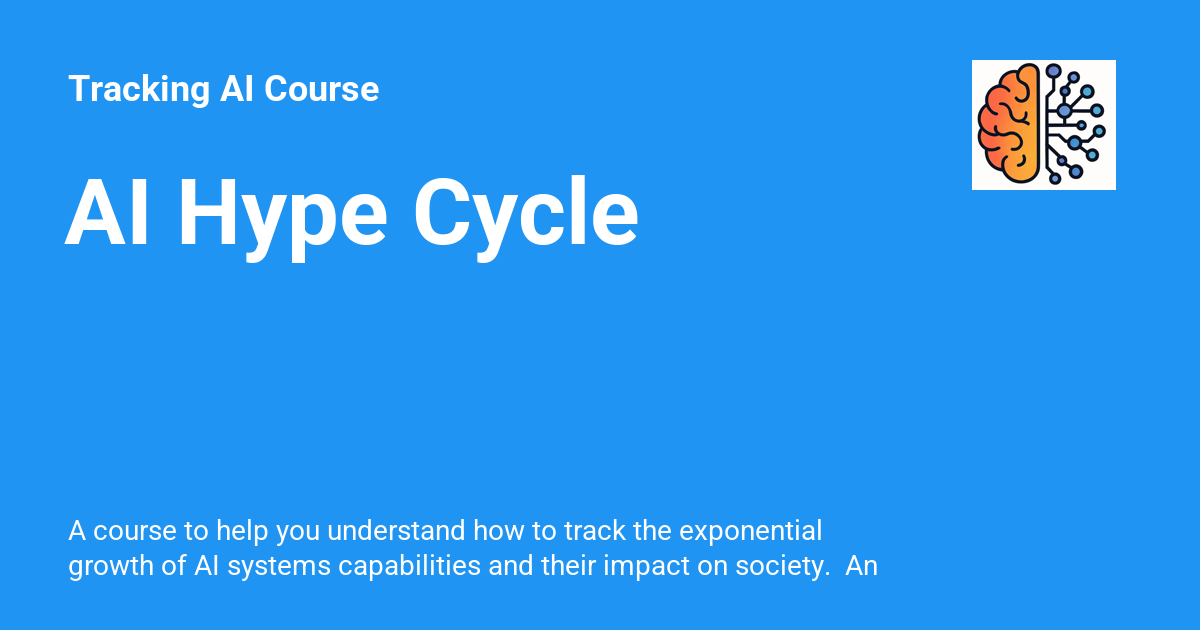 Tracking AI Course
AI Hype Cycle
A course to help you understand how to track the exponential
growth of AI systems capabilities and their impact on society.  An